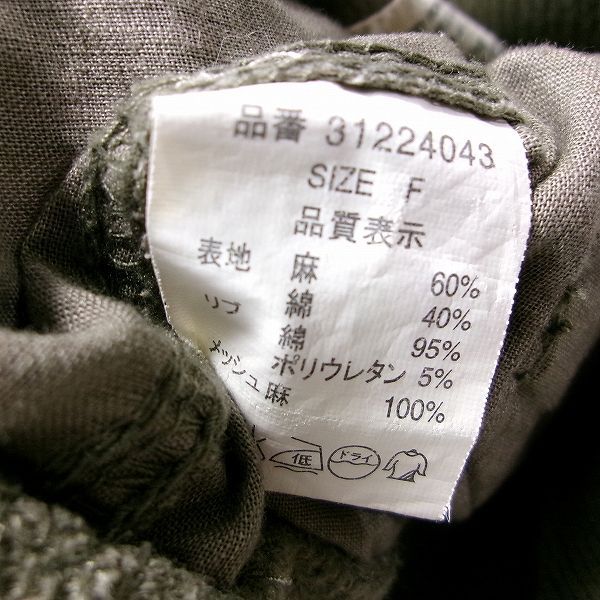 品番 31224043
SIZE F
品質表示
表地 麻 60%
綿 40%
リブ 綿 95%
ポリウレタン 5%
メッシュ 麻 100%
低 ドライ